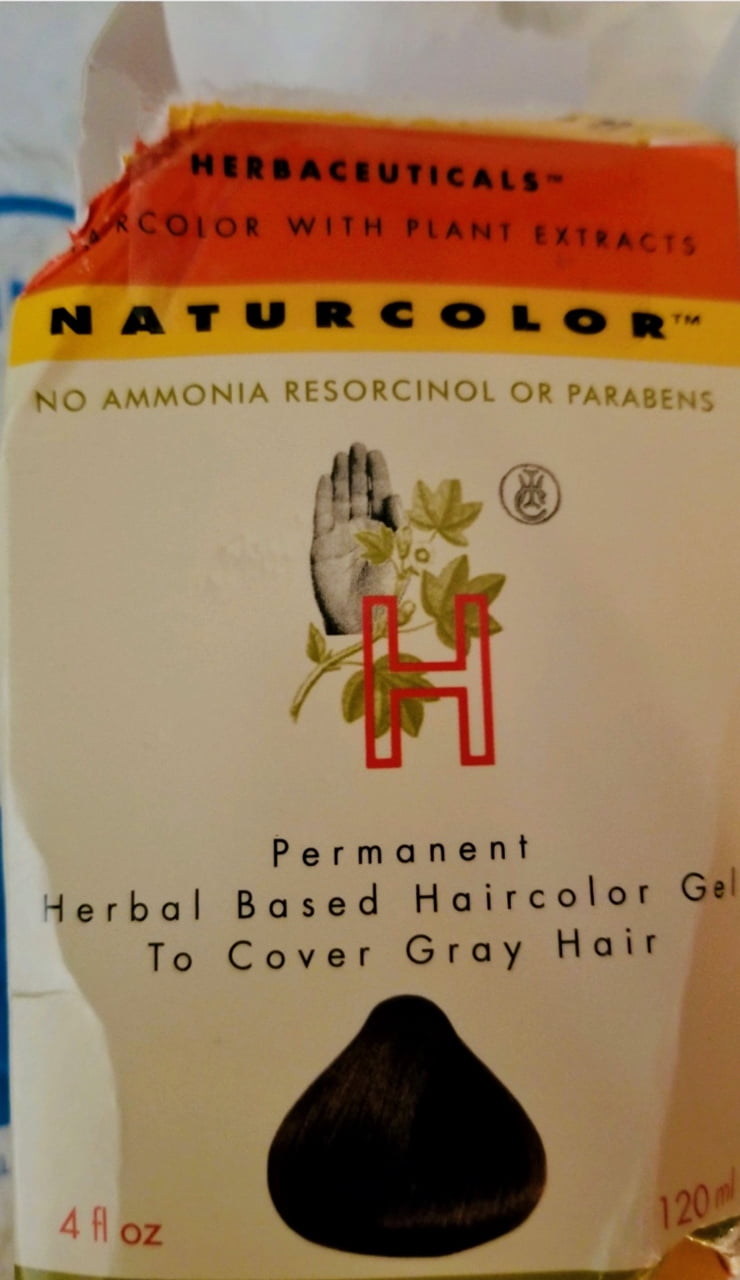 HERBACEUTICALS™
RCOLOR WITH PLANT EXTRACTS
NATURCOLOR™
NO AMMONIA RESORCINOL OR PARABENS
H
Permanent
Herbal Based Haircolor Gel
To Cover Gray Hair
4 fl oz
120 ml